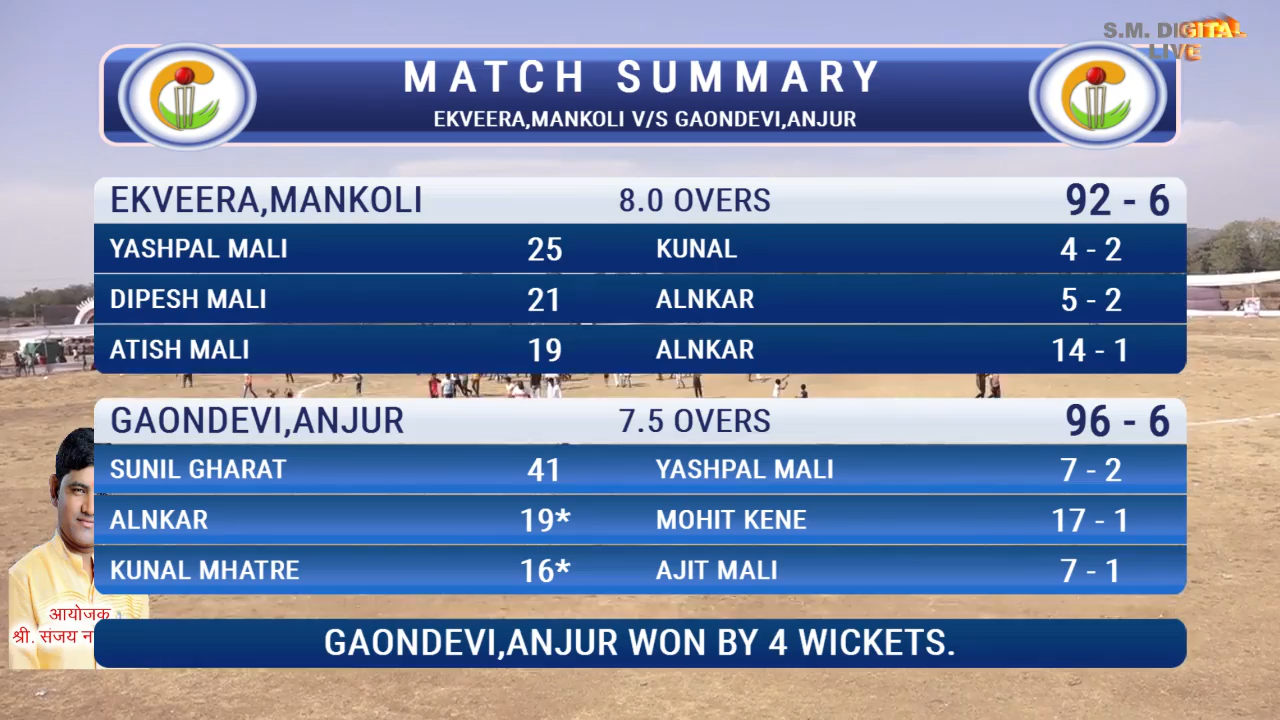 S.M. DIGITAL
LIVE
MATCH SUMMARY
EKVEERA,MANKOLI V/S GAONDEVI,ANJUR
EKVEERA,MANKOLI 8.0 OVERS 92 - 6
YASHPAL MALI 25 KUNAL 4 - 2
DIPESH MALI 21 ALNKAR 5 - 2
ATISH MALI 19 ALNKAR 14 - 1
GAONDEVI,ANJUR 7.5 OVERS 96 - 6
SUNIL GHARAT 41 YASHPAL MALI 7 - 2
ALNKAR 19* MOHIT KENE 17 - 1
KUNAL MHATRE 16* AJIT MALI 7 - 1
आयोजक
श्री. संजय
GAONDEVI,ANJUR WON BY 4 WICKETS.